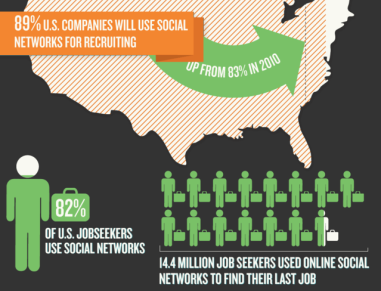 89% U.S. COMPANIES WILL USE SOCIAL
NETWORKS FOR RECRUITING
UP FROM 83% IN 2010
82%
OF U.S. JOBSEEKERS
USE SOCIAL NETWORKS
14.4 MILLION JOB SEEKERS USED ONLINE SOCIAL
NETWORKS TO FIND THEIR LAST JOB